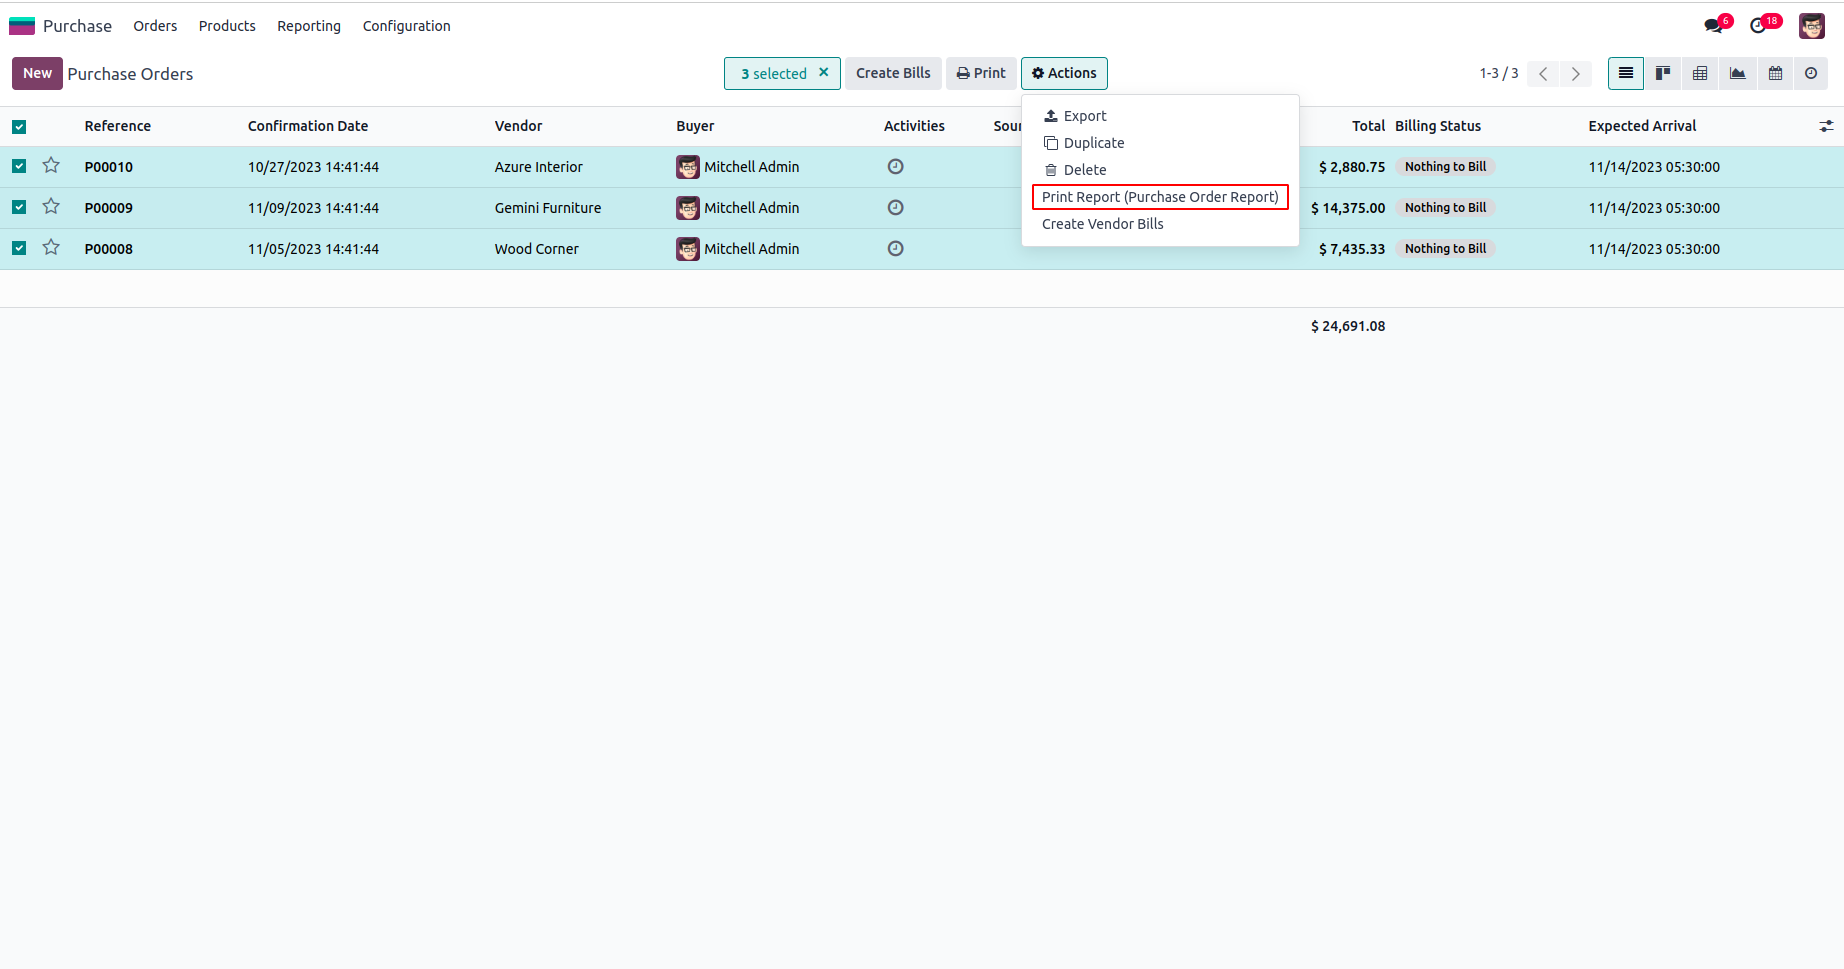 Purchase Orders Products Reporting Configuration 6 18
New Purchase Orders 3 selected × Create Bills Print Actions 1-3 / 3
Export
Duplicate
Delete
Print Report (Purchase Order Report)
Create Vendor Bills
Reference Confirmation Date Vendor Buyer Activities Sour Total Billing Status Expected Arrival
P00010 10/27/2023 14:41:44 Azure Interior Mitchell Admin $ 2,880.75 Nothing to Bill 11/14/2023 05:30:00
P00009 11/09/2023 14:41:44 Gemini Furniture Mitchell Admin $ 14,375.00 Nothing to Bill 11/14/2023 05:30:00
P00008 11/05/2023 14:41:44 Wood Corner Mitchell Admin $ 7,435.33 Nothing to Bill 11/14/2023 05:30:00
$ 24,691.08